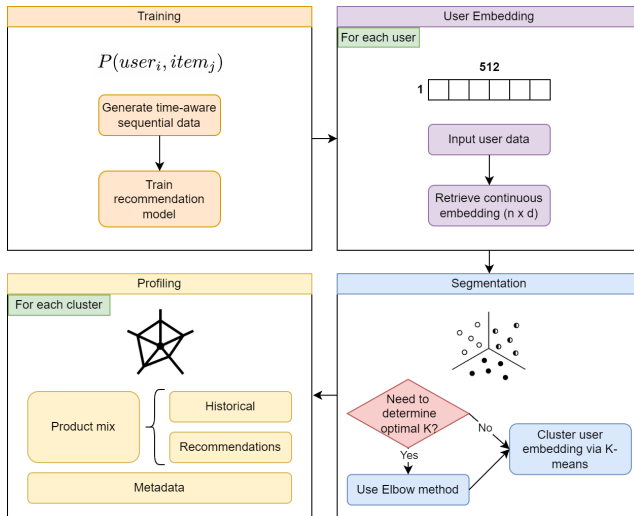 Training
P(user_i, item_j)
Generate time-aware
sequential data
Train
recommendation
model
User Embedding
For each user
512
1
Input user data
Retrieve continuous
embedding (n x d)
Profiling
For each cluster
Product mix
Historical
Recommendations
Metadata
Segmentation
Need to
determine
optimal K?
No
Yes
Use Elbow method
Cluster user
embedding via K-
means